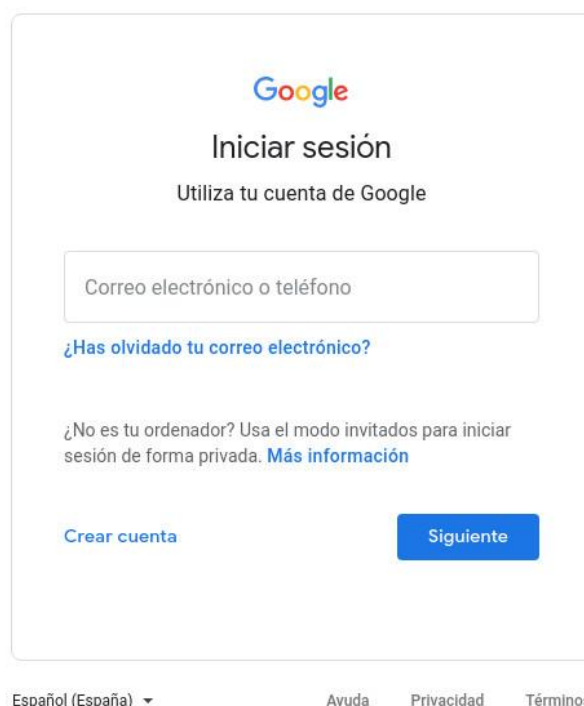 Google
Iniciar sesión
Utiliza tu cuenta de Google
Correo electrónico o teléfono
¿Has olvidado tu correo electrónico?
¿No es tu ordenador? Usa el modo invitados para iniciar
sesión de forma privada. Más información
Crear cuenta Siguiente
Español (España) Ayuda Privacidad Términos